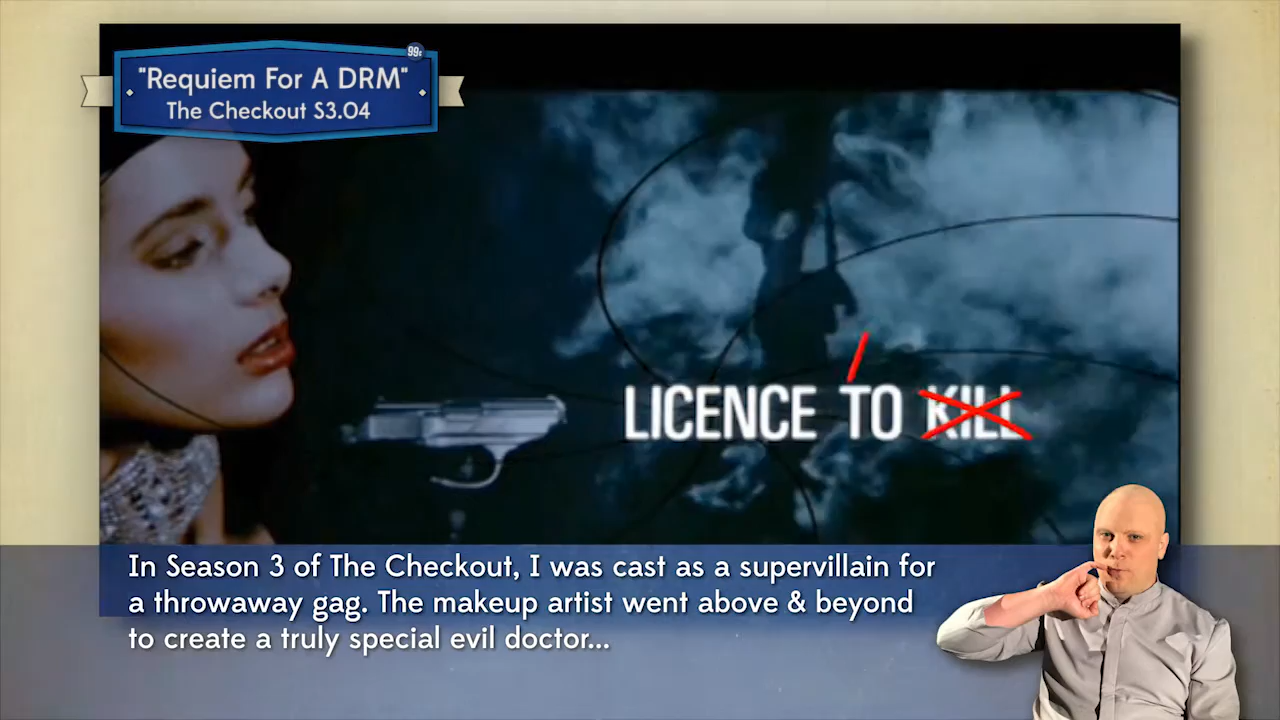 99c
"Requiem For A DRM"
The Checkout S3.04
LICENCE TO KILL
In Season 3 of The Checkout, I was cast as a supervillain for
a throwaway gag. The makeup artist went above & beyond
to create a truly special evil doctor...